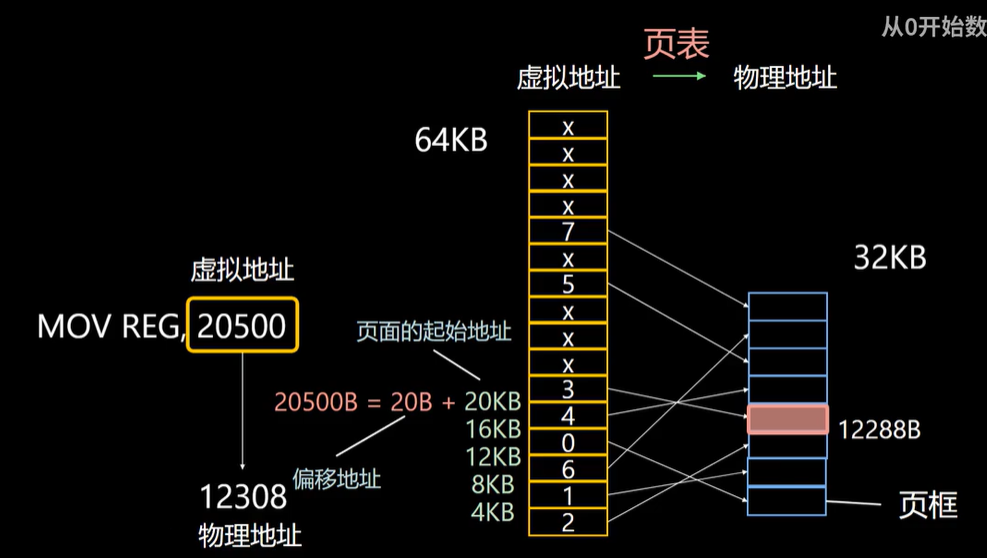 从0开始数
页表
虚拟地址
物理地址
64KB
x
x
x
x
7
x
5
x
x
x
3
4
0
6
1
2
32KB
虚拟地址
MOV REG, 20500
页面的起始地址
20500B = 20B + 20KB
16KB
12KB
8KB
4KB
偏移地址
12308
物理地址
12288B
页框